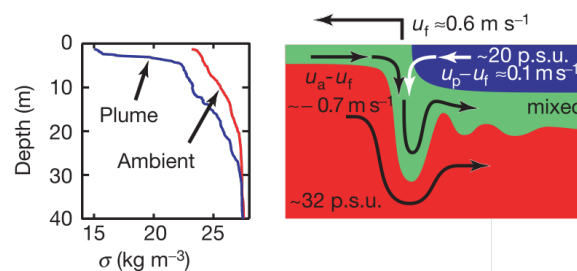 Depth (m)
0
10
20
30
40
15
20
25
σ (kg m⁻³)
Plume
Ambient
u_f ≈0.6 m s⁻¹
u_a-u_f
~– 0.7 m s⁻¹
~20 p.s.u.
u_p–u_f ≈0.1 m s⁻¹
mixed
~32 p.s.u.